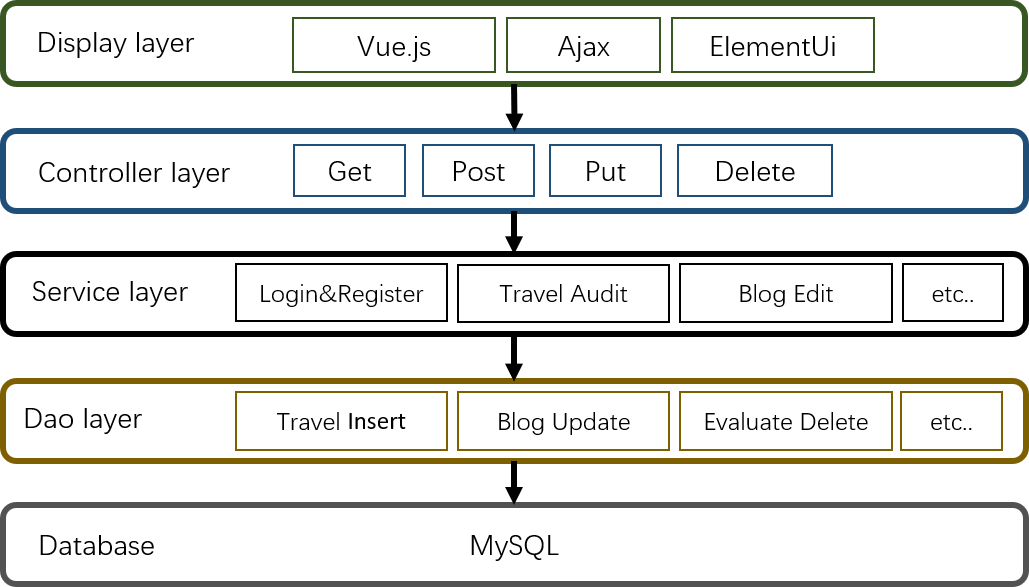 Display layer Vue.js Ajax ElementUi
Controller layer Get Post Put Delete
Service layer Login&Register Travel Audit Blog Edit etc..
Dao layer Travel Insert Blog Update Evaluate Delete etc..
Database MySQL